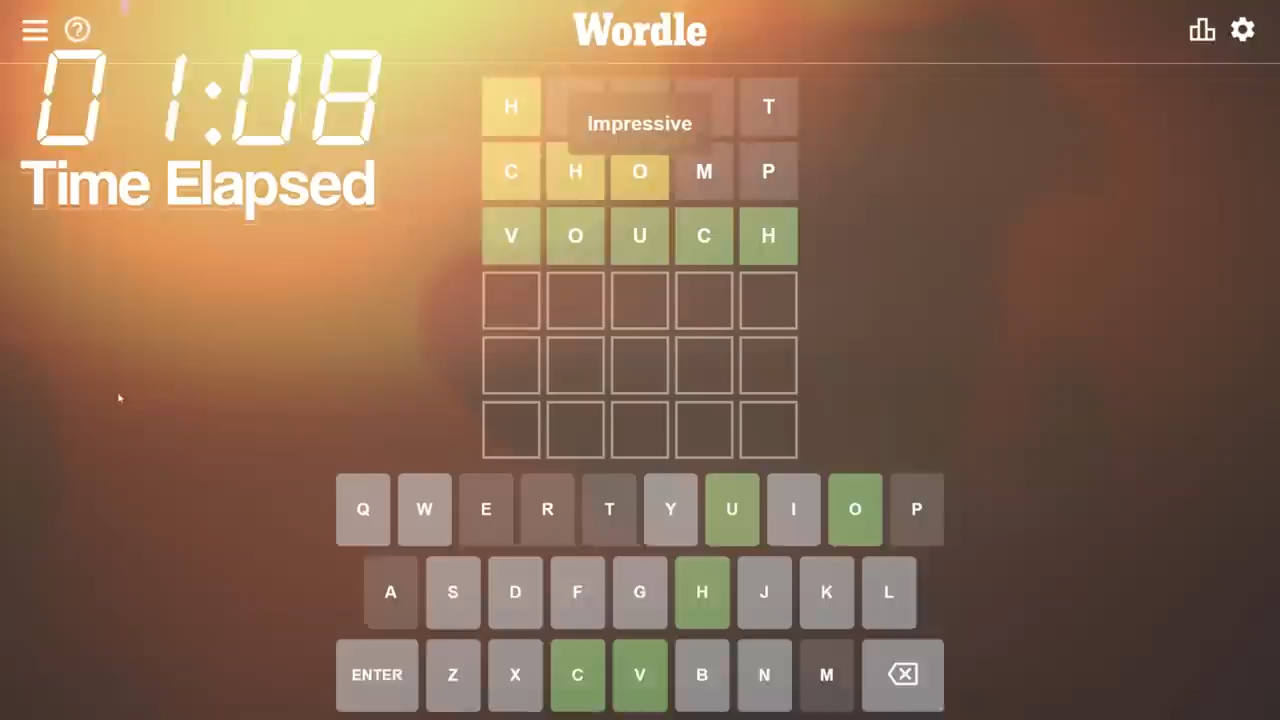 Wordle
01:08
Time Elapsed
H T
Impressive
C H O M P
V O U C H
Q W E R T Y U I O P
A S D F G H J K L
ENTER Z X C V B N M